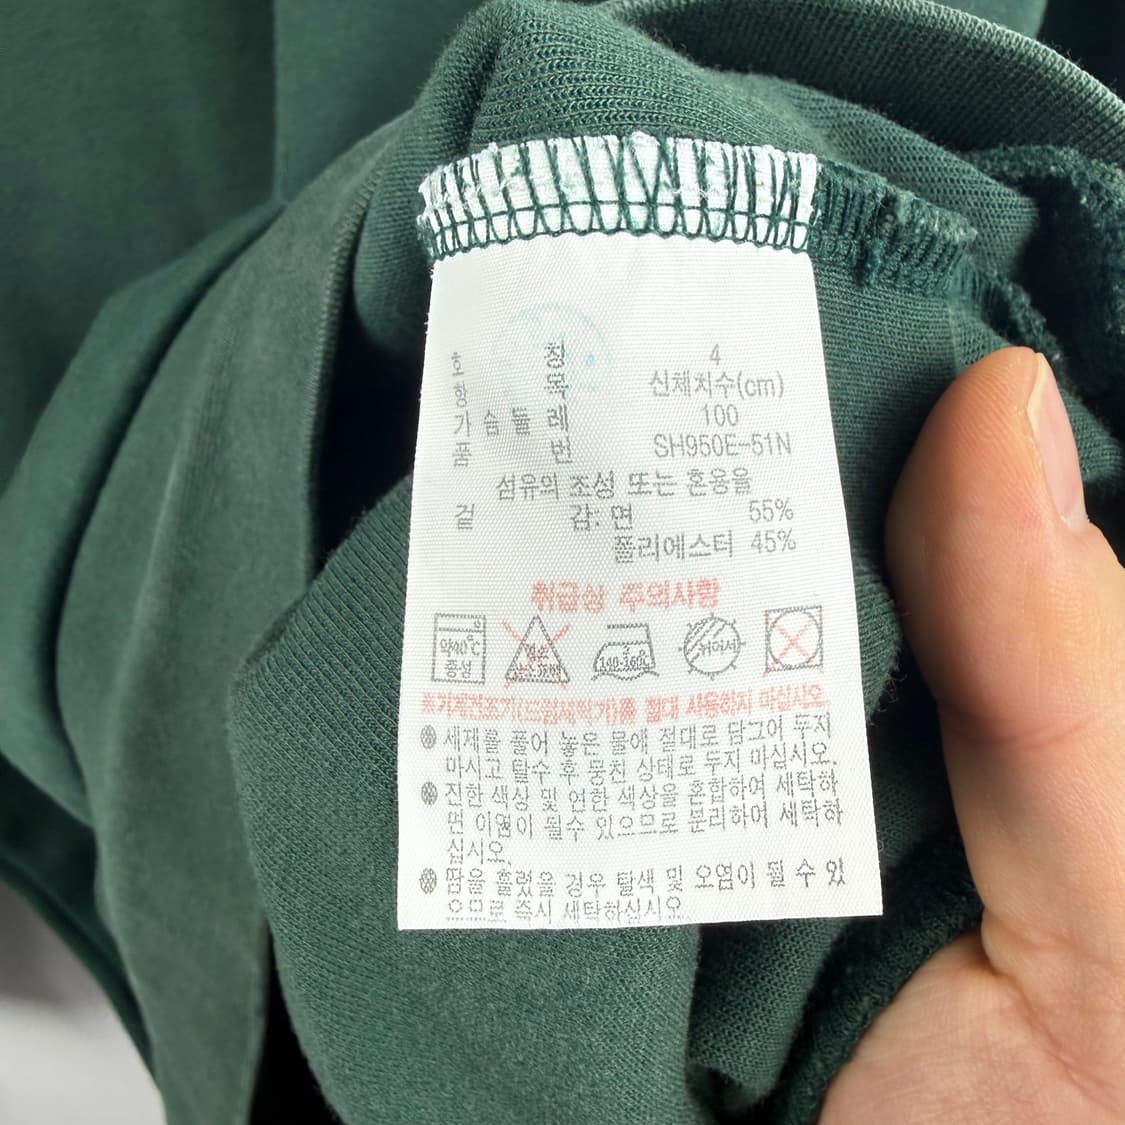 호 칭 4
항 목 신체치수(cm)
가 슴 둘 레 100
품 번 SH950E-51N
섬유의 조성 또는 혼용율
겉 감: 면 55%
폴리에스터 45%
취급상 주의사항
약40℃ 중성 140-160℃ 뉘어서
※기계건조기(드럼세탁기)를 절대 사용하지 마십시오.
세제를 풀어 놓은 물에 절대로 담그어 두지
마시고 탈수 후 뭉친 상태로 두지 마십시오.
진한 색상 및 연한 색상을 혼합하여 세탁하
면 이염이 될수 있으므로 분리하여 세탁하
십시오.
땀을 흘렸을 경우 탈색 및 오염이 될 수 있
으므로 즉시 세탁하십시오